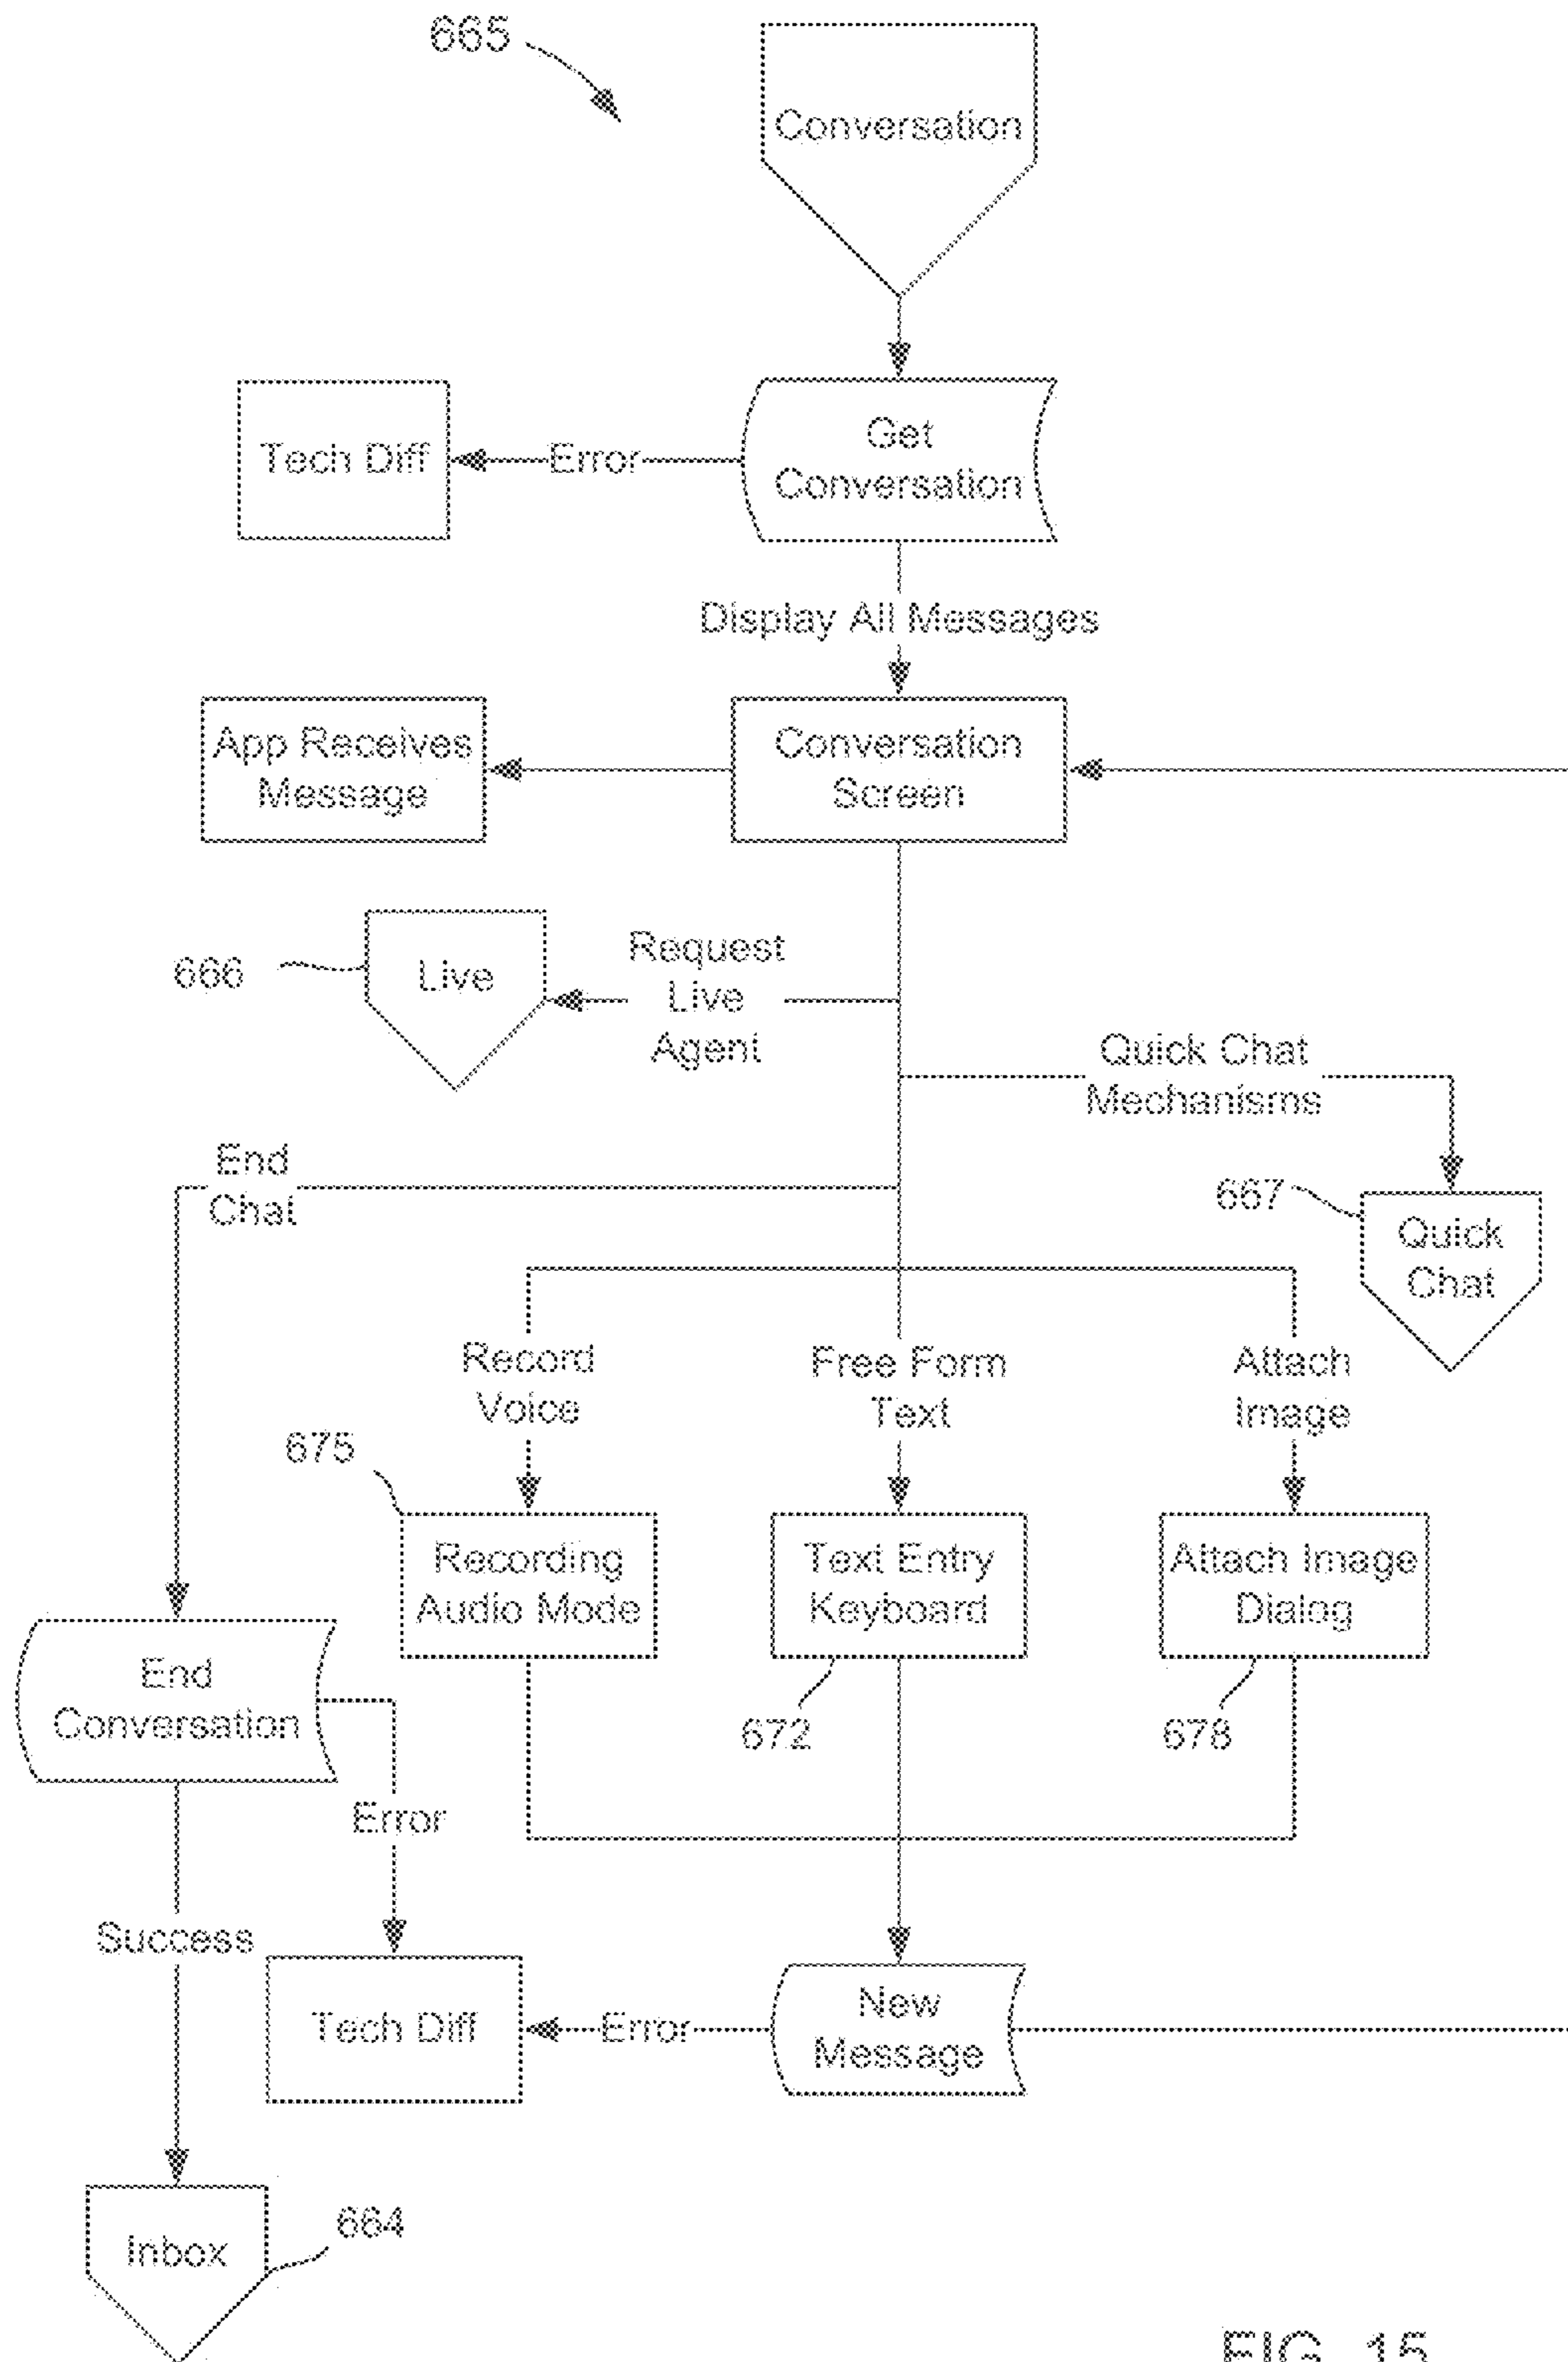 665
Conversation
Get
Conversation
Error
Tech Diff
Display All Messages
App Receives
Message
Conversation
Screen
666
Live
Request
Live
Agent
Quick Chat
Mechanisms
End
Chat
667
Quick
Chat
Record
Voice
Free Form
Text
Attach
Image
675
Recording
Audio Mode
Text Entry
Keyboard
Attach Image
Dialog
672
678
End
Conversation
Error
Success
Tech Diff
Error
New
Message
Inbox
664
FIG. 15